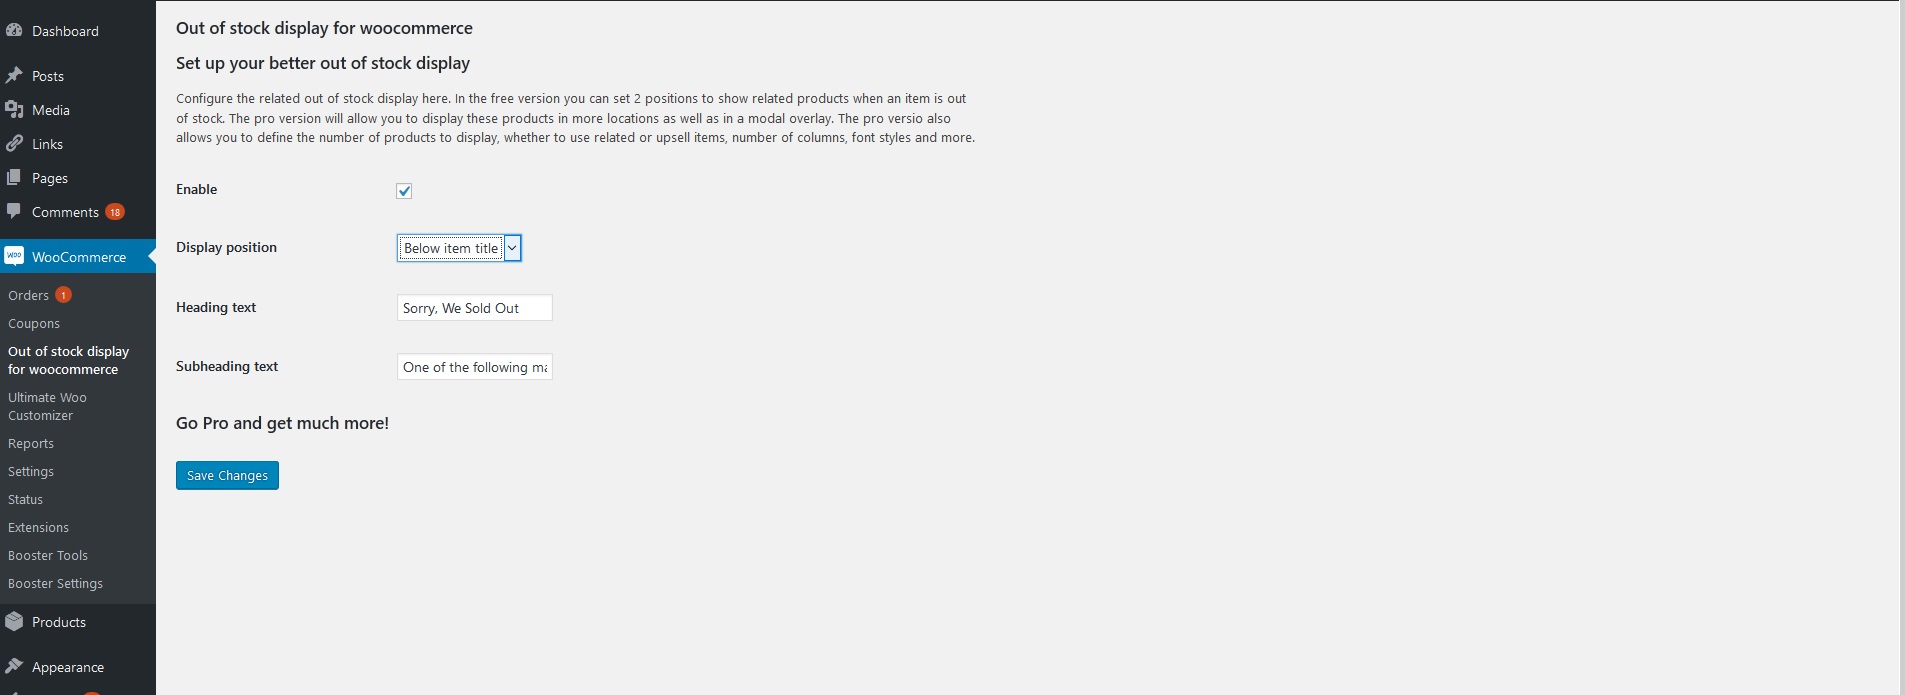 Dashboard
Posts
Media
Links
Pages
Comments 18
woo WooCommerce
Orders 1
Coupons
Out of stock display
for woocommerce
Ultimate Woo
Customizer
Reports
Settings
Status
Extensions
Booster Tools
Booster Settings
Products
Appearance
Out of stock display for woocommerce
Set up your better out of stock display
Configure the related out of stock display here. In the free version you can set 2 positions to show related products when an item is out
of stock. The pro version will allow you to display these products in more locations as well as in a modal overlay. The pro versio also
allows you to define the number of products to display, whether to use related or upsell items, number of columns, font styles and more.
Enable
Display position Below item title
Heading text Sorry, We Sold Out
Subheading text One of the following ma
Go Pro and get much more!
Save Changes